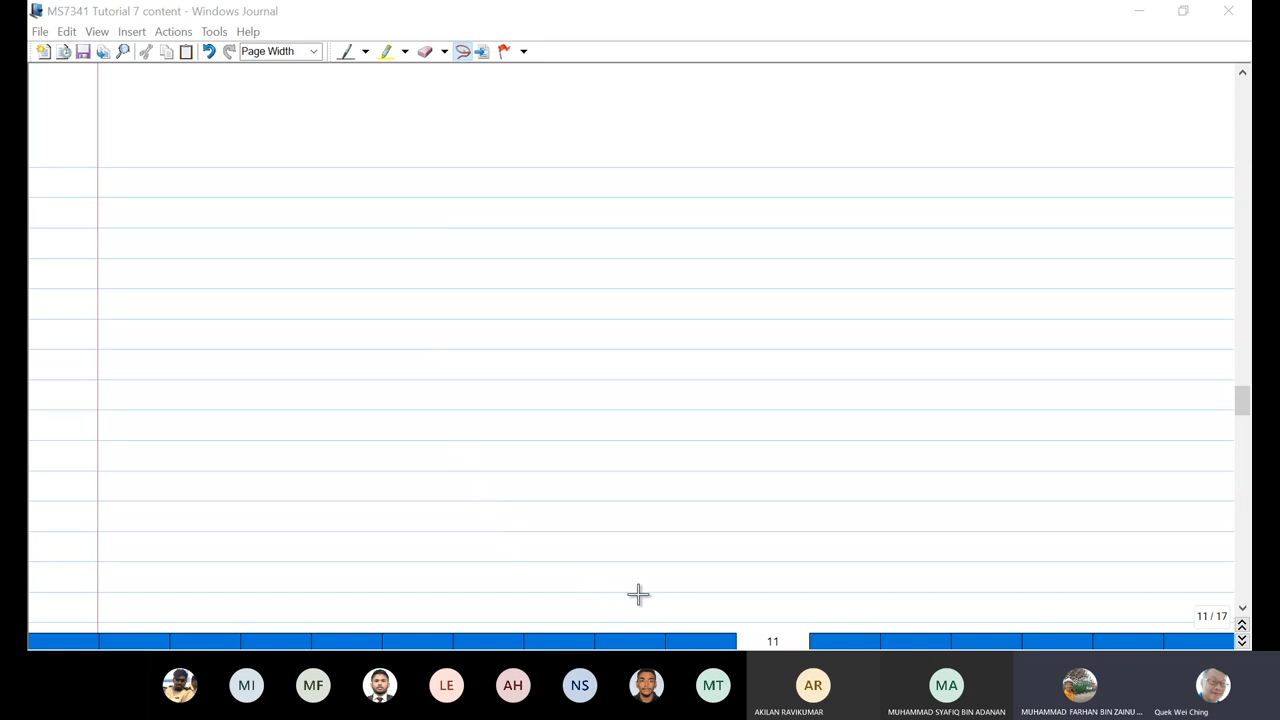 MS7341 Tutorial 7 content - Windows Journal
File Edit View Insert Actions Tools Help
Page Width
11 / 17
11
MI MF LE AH NS MT AR MA
AKILAN RAVIKUMAR MUHAMMAD SYAFIQ BIN ADANAN MUHAMMAD FARHAN BIN ZAINU ... Quek Wei Ching